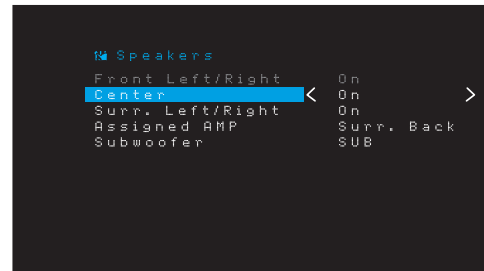 Speakers
Front Left/Right On
Center < On >
Surr. Left/Right On
Assigned AMP Surr. Back
Subwoofer SUB